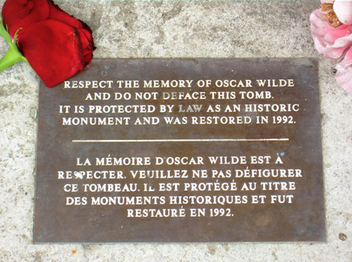 RESPECT THE MEMORY OF OSCAR WILDE
AND DO NOT DEFACE THIS TOMB.
IT IS PROTECTED BY LAW AS AN HISTORIC
MONUMENT AND WAS RESTORED IN 1992.
LA MÉMOIRE D'OSCAR WILDE EST À
RESPECTER. VEUILLEZ NE PAS DÉFIGURER
CE TOMBEAU. IL EST PROTÉGÉ AU TITRE
DES MONUMENTS HISTORIQUES ET FUT
RESTAURÉ EN 1992.